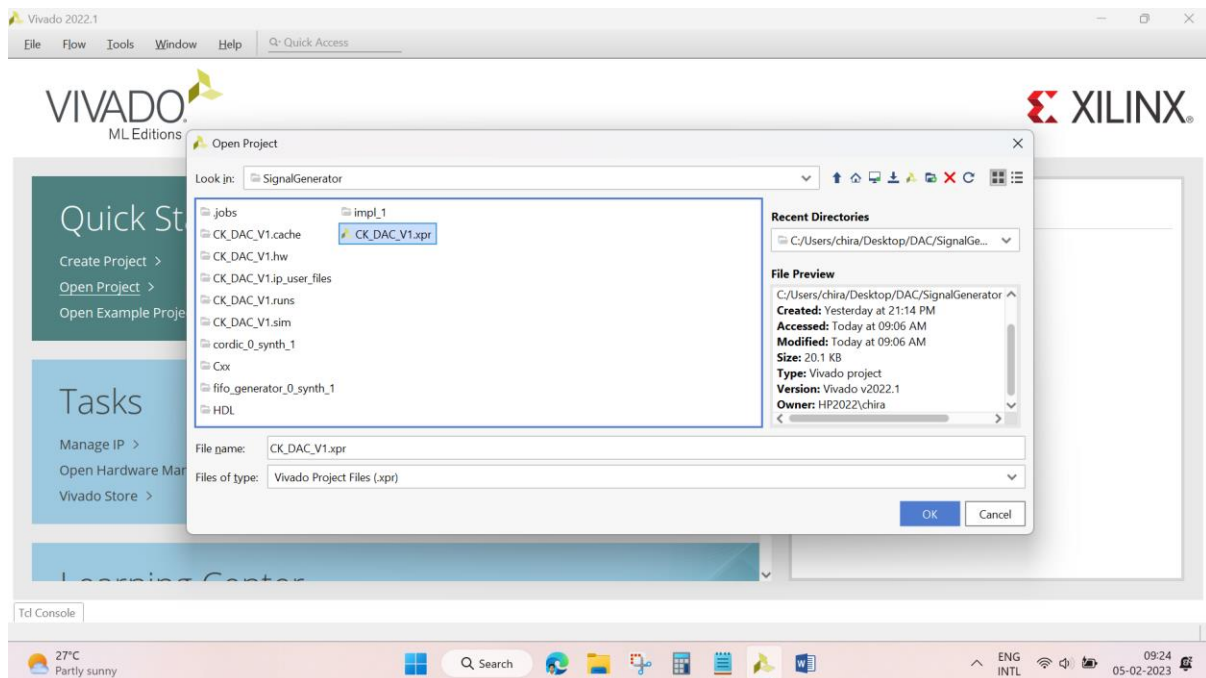 Vivado 2022.1
File Flow Tools Window Help Quick Access
VIVADO
ML Editions
XILINX
Open Project
Look in: SignalGenerator
.jobs
CK_DAC_V1.cache
CK_DAC_V1.hw
CK_DAC_V1.ip_user_files
CK_DAC_V1.runs
CK_DAC_V1.sim
cordic_0_synth_1
Cxx
fifo_generator_0_synth_1
HDL
impl_1
CK_DAC_V1.xpr
Recent Directories
C:/Users/chira/Desktop/DAC/SignalGe...
File Preview
C:/Users/chira/Desktop/DAC/SignalGenerator
Created: Yesterday at 21:14 PM
Accessed: Today at 09:06 AM
Modified: Today at 09:06 AM
Size: 20.1 KB
Type: Vivado project
Version: Vivado v2022.1
Owner: HP2022\chira
File name: CK_DAC_V1.xpr
Files of type: Vivado Project Files (.xpr)
OK Cancel
Quick St
Create Project >
Open Project >
Open Example Proje
Tasks
Manage IP >
Open Hardware Mar
Vivado Store >
Learning Center
Tcl Console
27°C
Partly sunny
Search
ENG
INTL
09:24
05-02-2023